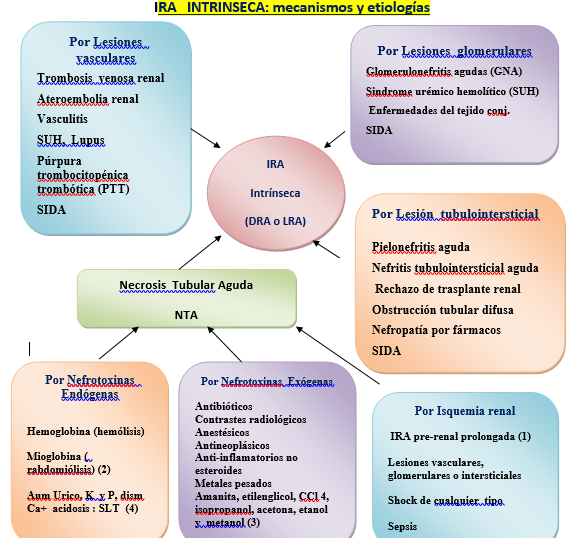 IRA INTRINSECA: mecanismos y etiologías
Por Lesiones
vasculares
Trombosis venosa renal
Ateroembolia renal
Vasculitis
SUH, Lupus
Púrpura
trombocitopénica
trombótica (PTT)
SIDA
Por Lesiones glomerulares
Glomerulonefritis agudas (GNA)
Sindrome urémico hemolítico (SUH)
Enfermedades del tejido conj.
SIDA
IRA
Intrínseca
(DRA o LRA)
Por Lesión tubulointersticial
Pielonefritis aguda
Nefritis tubulointersticial aguda
Rechazo de trasplante renal
Obstrucción tubular difusa
Nefropatía por fármacos
SIDA
Necrosis Tubular Aguda
NTA
Por Nefrotoxinas
Endógenas
Hemoglobina (hemólisis)
Mioglobina (
rabdomiólisis) (2)
Aum Urico, K y P, dism
Ca+ acidosis : SLT (4)
Por Nefrotoxinas Exógenas
Antibióticos
Contrastes radiológicos
Anestésicos
Antineoplásicos
Anti-inflamatorios no
esteroides
Metales pesados
Amanita, etilenglicol, CCl 4,
isopropanol, acetona, etanol
y metanol (3)
Por Isquemia renal
IRA pre-renal prolongada (1)
Lesiones vasculares,
glomerulares o intersticiales
Shock de cualquier tipo
Sepsis